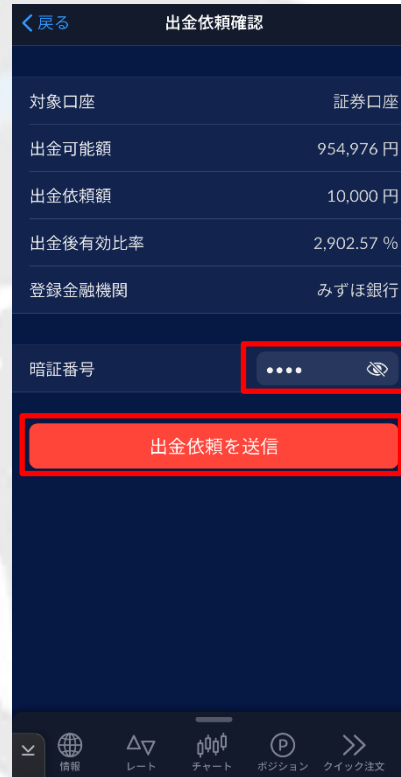 戻る 出金依頼確認
対象口座 証券口座
出金可能額 954,976 円
出金依頼額 10,000 円
出金後有効比率 2,902.57 %
登録金融機関 みずほ銀行
暗証番号 ••••
出金依頼を送信
情報 レート チャート P ポジション クイック注文